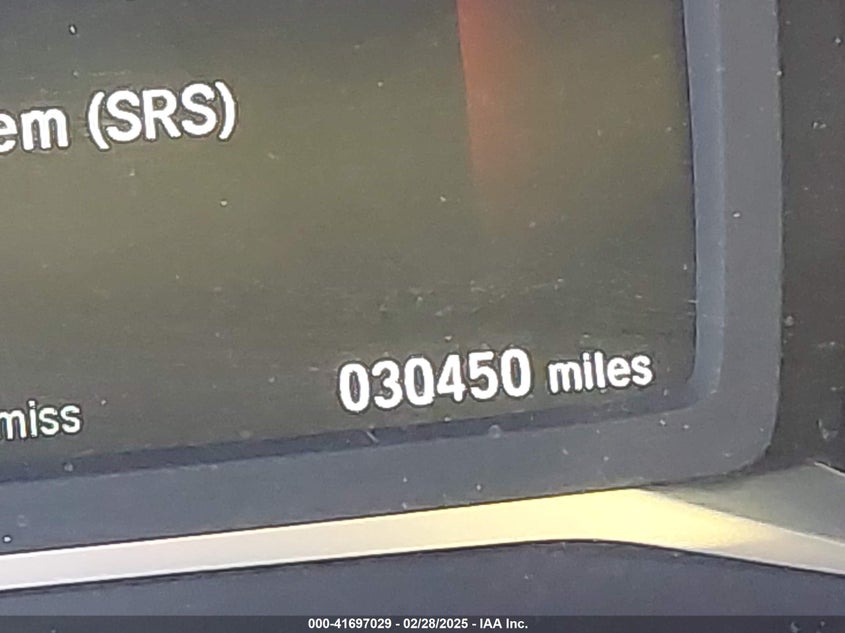 em (SRS)
030450 miles
miss
000-41697029 - 02/28/2025 - IAA Inc.